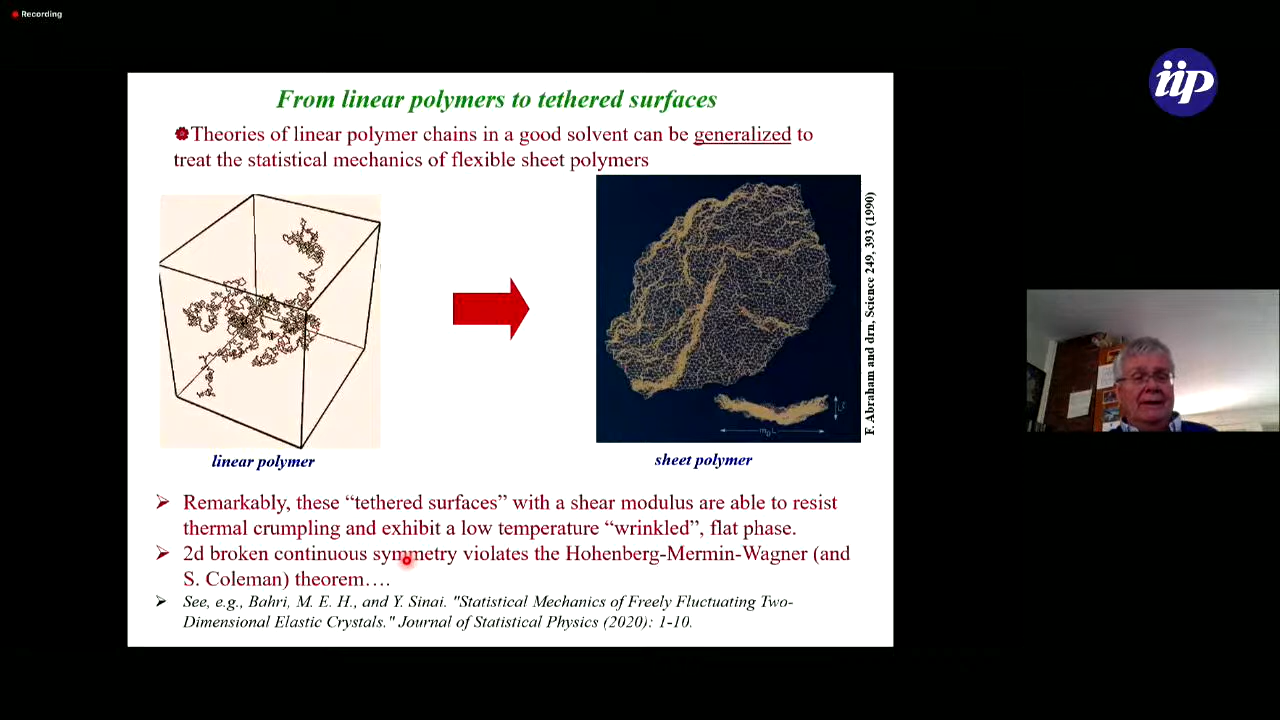 Recording
iip
From linear polymers to tethered surfaces
Theories of linear polymer chains in a good solvent can be generalized to
treat the statistical mechanics of flexible sheet polymers
F. Abraham and drn, Science 249, 393 (1990)
linear polymer
sheet polymer
➢ Remarkably, these “tethered surfaces” with a shear modulus are able to resist
thermal crumpling and exhibit a low temperature “wrinkled”, flat phase.
➢ 2d broken continuous symmetry violates the Hohenberg-Mermin-Wagner (and
S. Coleman) theorem….
➢ See, e.g., Bahri, M. E. H., and Y. Sinai. "Statistical Mechanics of Freely Fluctuating Two-
Dimensional Elastic Crystals." Journal of Statistical Physics (2020): 1-10.